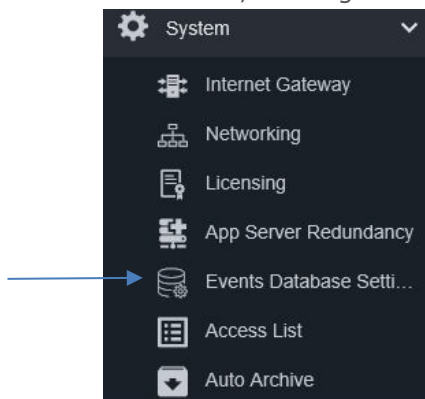 System
Internet Gateway
Networking
Licensing
App Server Redundancy
Events Database Setti...
Access List
Auto Archive